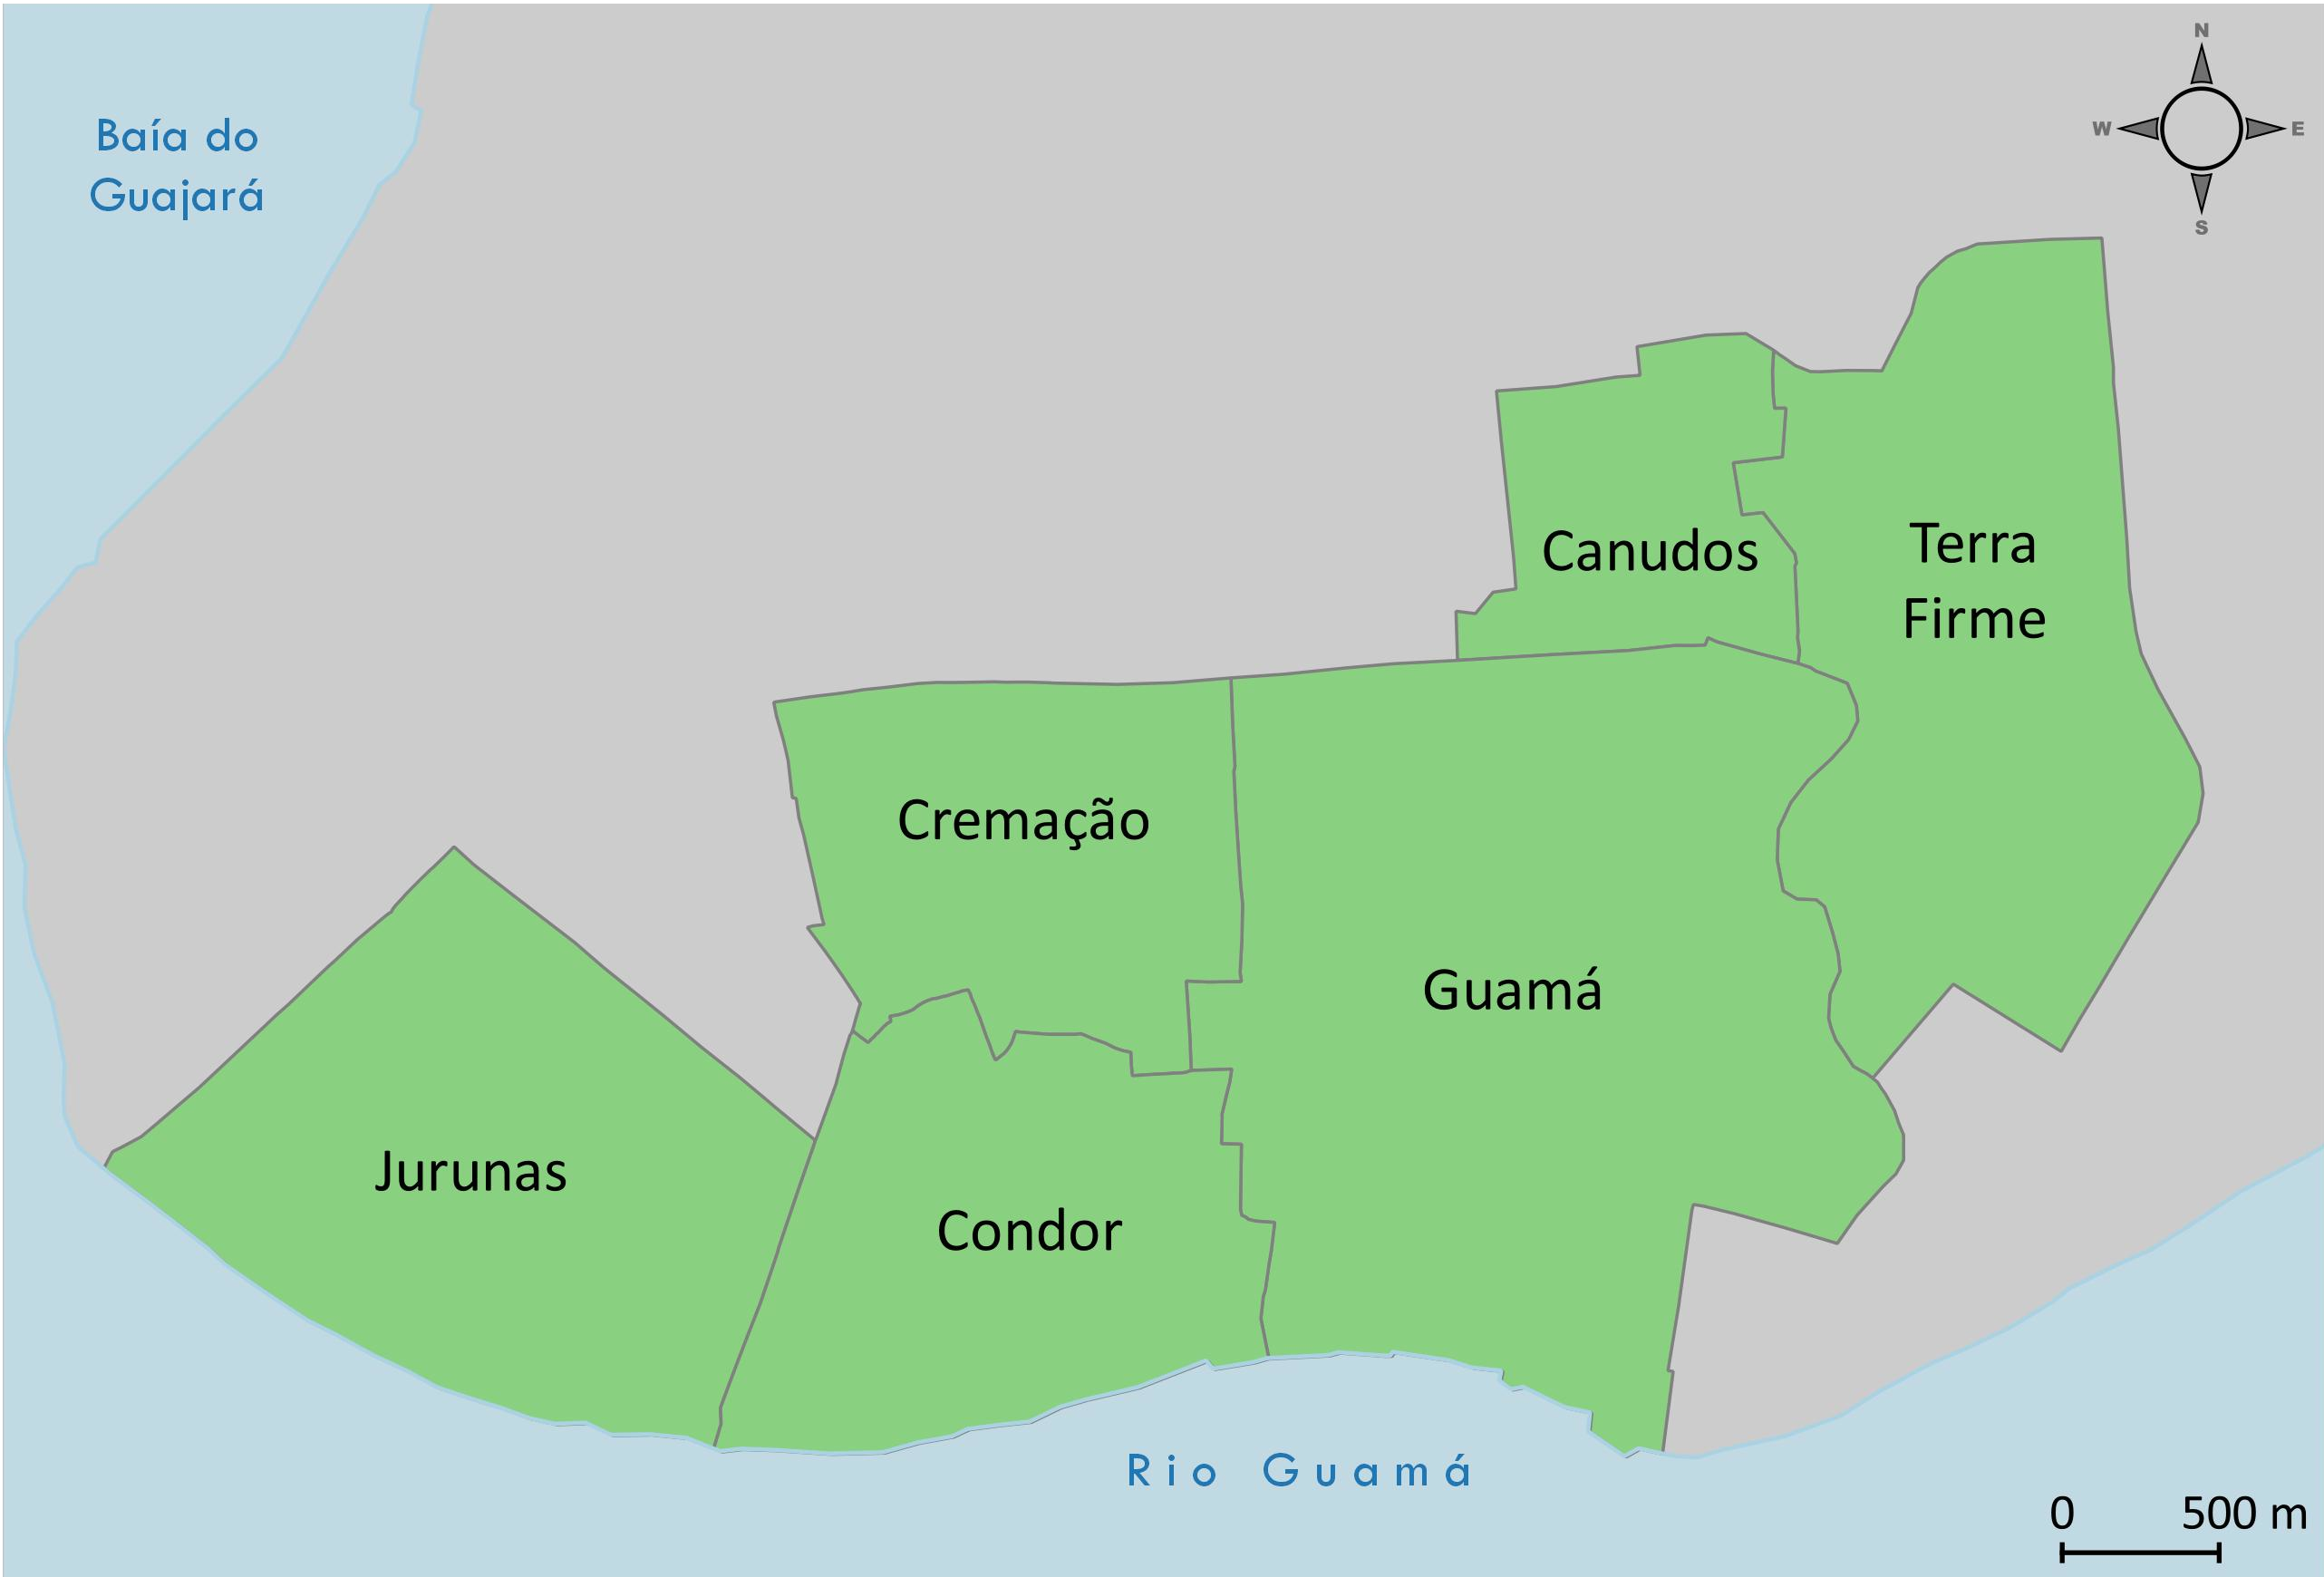 Baía do
Guajará
N
W
E
S
Canudos
Terra
Firme
Cremação
Guamá
Jurunas
Condor
Rio Guamá
0
500 m